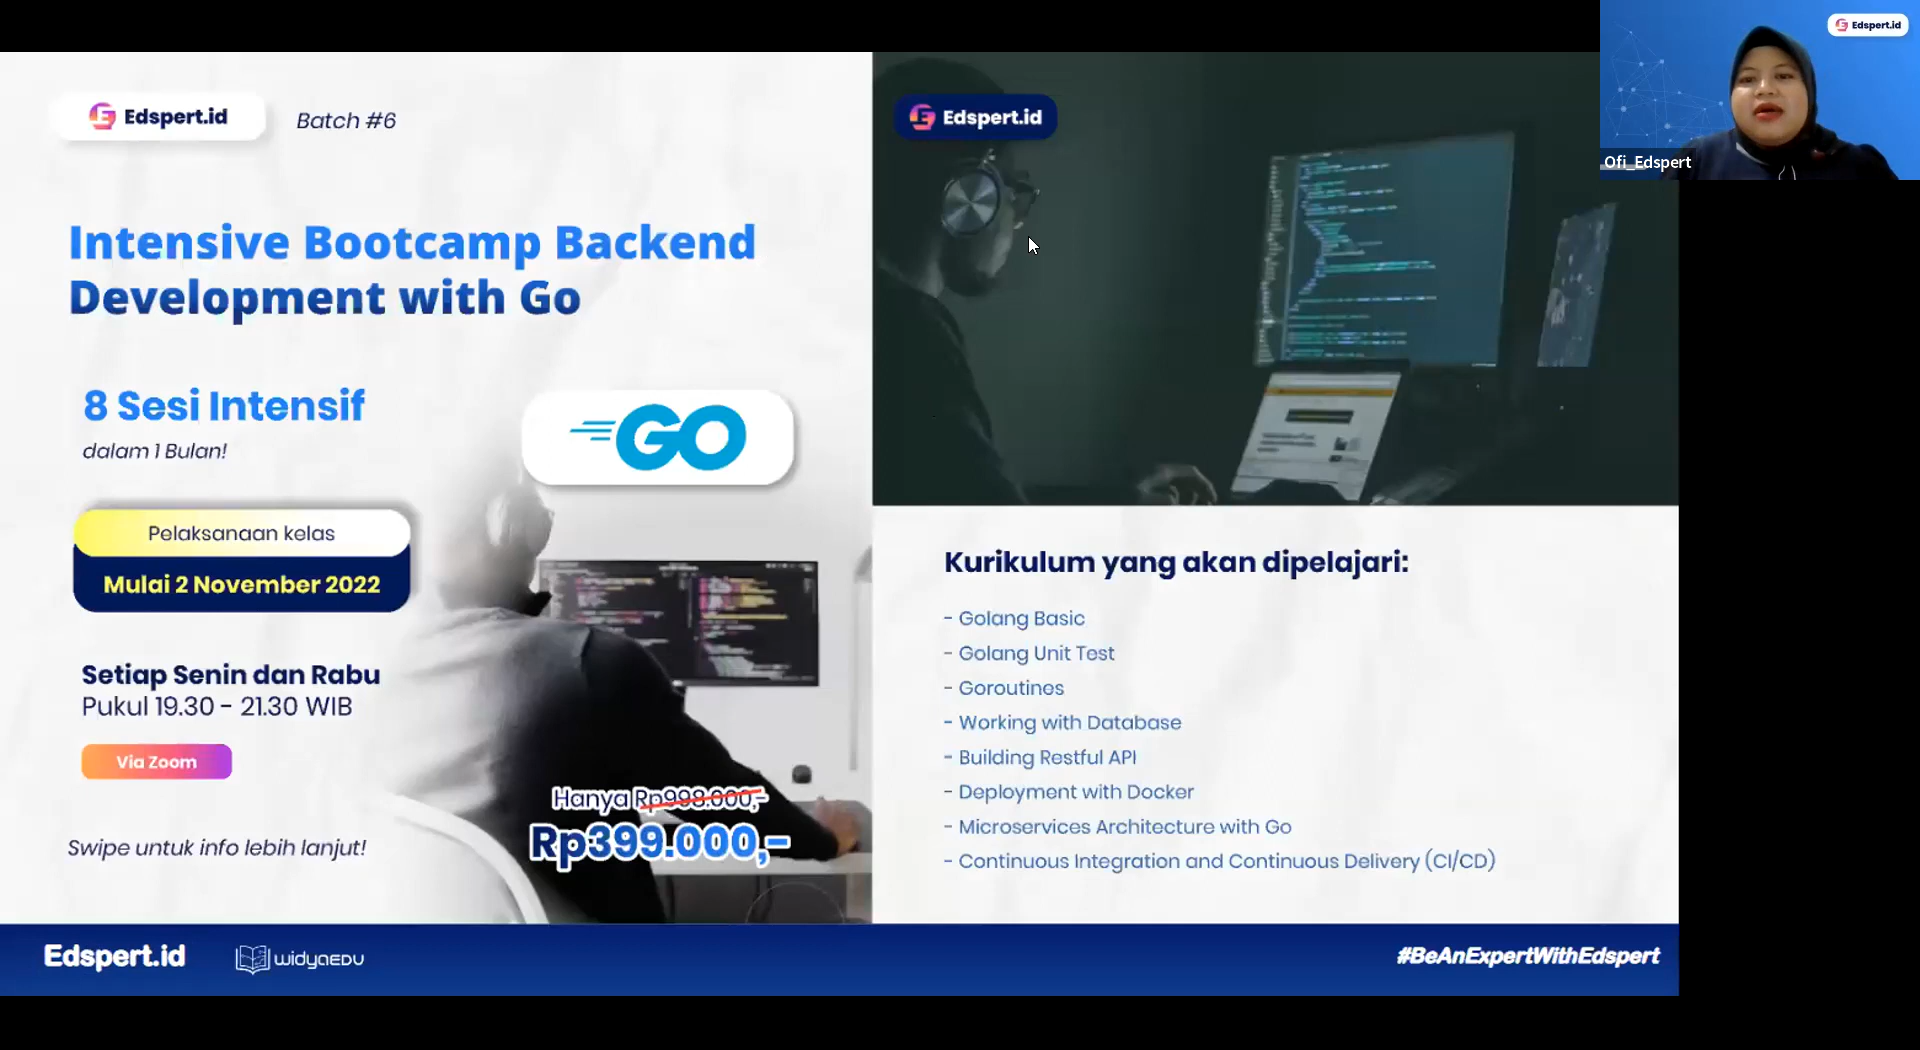 Edspert.id
Batch #6
Intensive Bootcamp Backend
Development with Go
8 Sesi Intensif
dalam 1 Bulan!
GO
Pelaksanaan kelas
Mulai 2 November 2022
Setiap Senin dan Rabu
Pukul 19.30 - 21.30 WIB
Via Zoom
Hanya Rp998.000,-
Rp399.000,-
Swipe untuk info lebih lanjut!
Edspert.id
Kurikulum yang akan dipelajari:
- Golang Basic
- Golang Unit Test
- Goroutines
- Working with Database
- Building Restful API
- Deployment with Docker
- Microservices Architecture with Go
- Continuous Integration and Continuous Delivery (CI/CD)
Edspert.id
WIDYAEDU
#BeAnExpertWithEdspert
Edspert.id
Ofi_Edspert